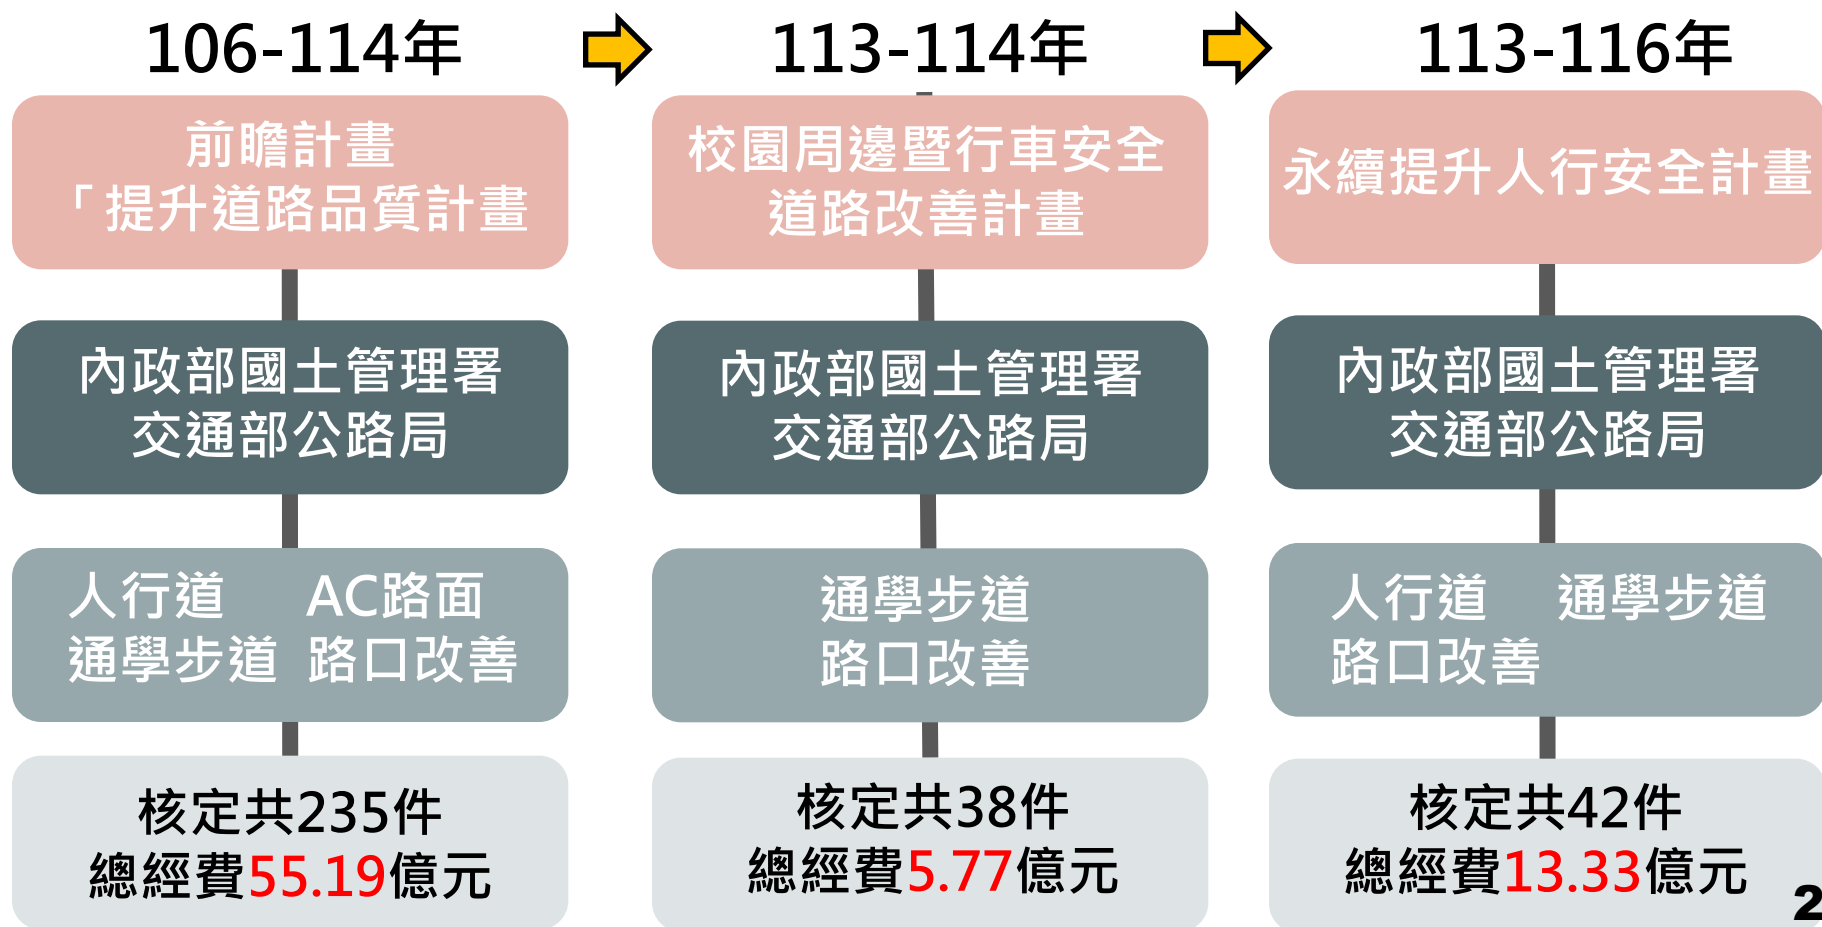 106-114年
前瞻計畫
「提升道路品質計畫
內政部國土管理署
交通部公路局
人行道 AC路面
通學步道 路口改善
核定共235件
總經費55.19億元
113-114年
校園周邊暨行車安全
道路改善計畫
內政部國土管理署
交通部公路局
通學步道
路口改善
核定共38件
總經費5.77億元
113-116年
永續提升人行安全計畫
內政部國土管理署
交通部公路局
人行道 通學步道
路口改善
核定共42件
總經費13.33億元
2